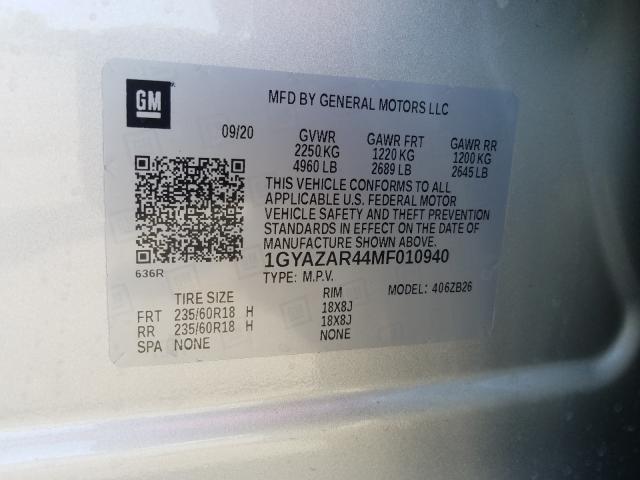 GM
MFD BY GENERAL MOTORS LLC
09/20 GVWR GAWR FRT GAWR RR
2250 KG 1220 KG 1200 KG
4960 LB 2689 LB 2645 LB
THIS VEHICLE CONFORMS TO ALL
APPLICABLE U.S. FEDERAL MOTOR
VEHICLE SAFETY AND THEFT PREVENTION
STANDARDS IN EFFECT ON THE DATE OF
MANUFACTURE SHOWN ABOVE.
1GYAZAR44MF010940
636R
TYPE: M.P.V. MODEL: 406ZB26
TIRE SIZE RIM
FRT 235/60R18 H 18X8J
RR 235/60R18 H 18X8J
SPA NONE NONE